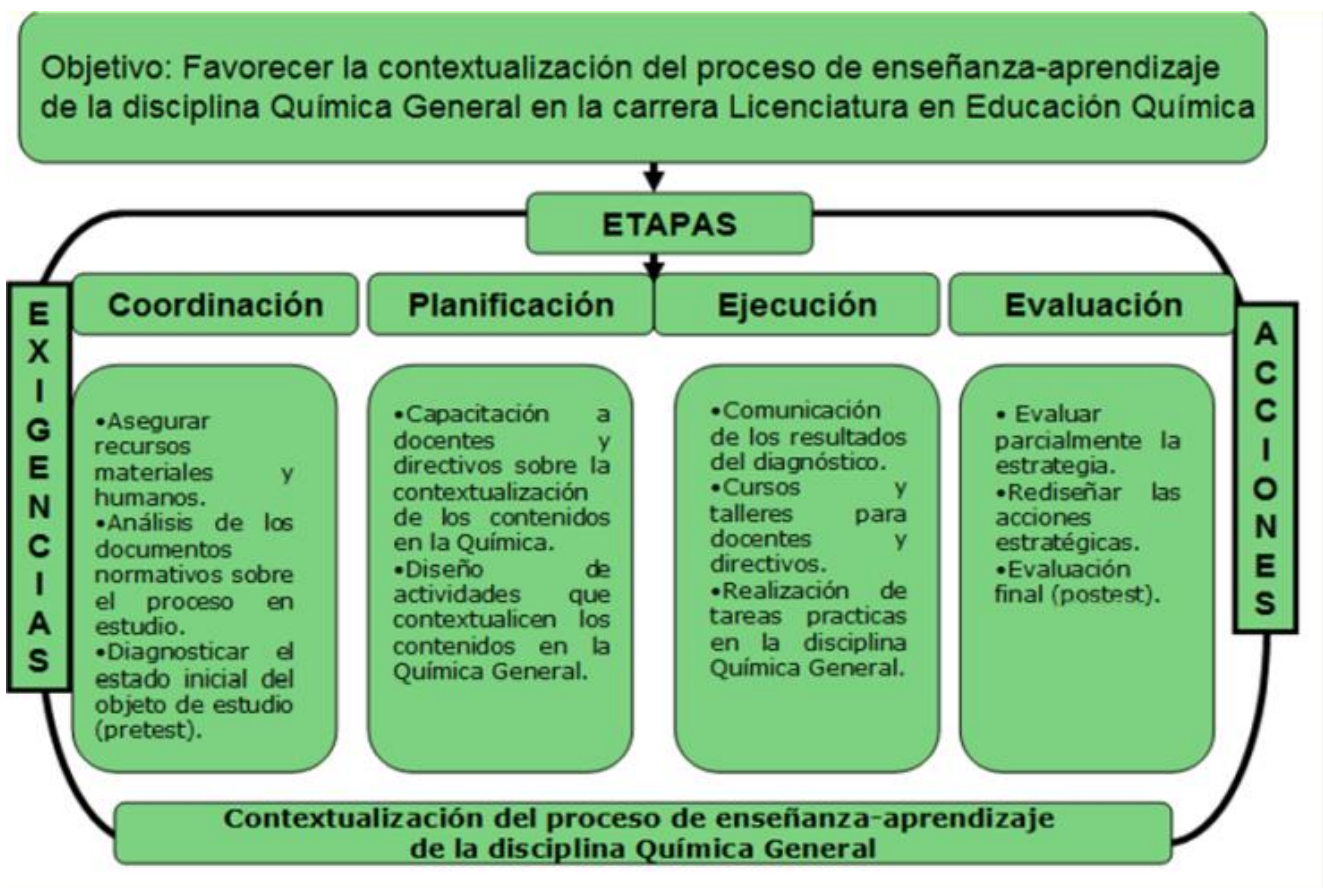 Objetivo: Favorecer la contextualización del proceso de enseñanza-aprendizaje
de la disciplina Química General en la carrera Licenciatura en Educación Química
ETAPAS
EXIGENCIAS
Coordinación
Planificación
Ejecución
Evaluación
ACCIONES
•Asegurar
recursos
materiales y
humanos.
•Análisis de los
documentos
normativos sobre
el proceso en
estudio.
•Diagnosticar el
estado inicial del
objeto de estudio
(pretest).
•Capacitación a
docentes y
directivos sobre la
contextualización
de los contenidos
en la Química.
•Diseño de
actividades que
contextualicen los
contenidos en la
Química General.
•Comunicación
de los resultados
del diagnóstico.
•Cursos y
talleres para
docentes y
directivos.
•Realización de
tareas practicas
en la disciplina
Química General.
• Evaluar
parcialmente la
estrategia.
•Rediseñar las
acciones
estratégicas.
•Evaluación
final (postest).
Contextualización del proceso de enseñanza-aprendizaje
de la disciplina Química General